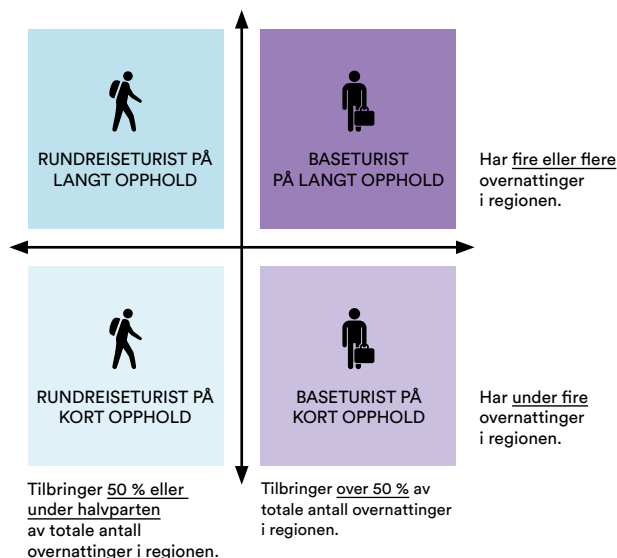 RUNDREISETURIST PÅ
LANGT OPPHOLD
BASETURIST
PÅ LANGT OPPHOLD
Har fire eller flere
overnattinger
i regionen.
RUNDREISETURIST PÅ
KORT OPPHOLD
BASETURIST PÅ
KORT OPPHOLD
Har under fire
overnattinger
i regionen.
Tilbringer 50 % eller
under halvparten
av totale antall
overnattinger i regionen.
Tilbringer over 50 % av
totale antall overnattinger
i regionen.